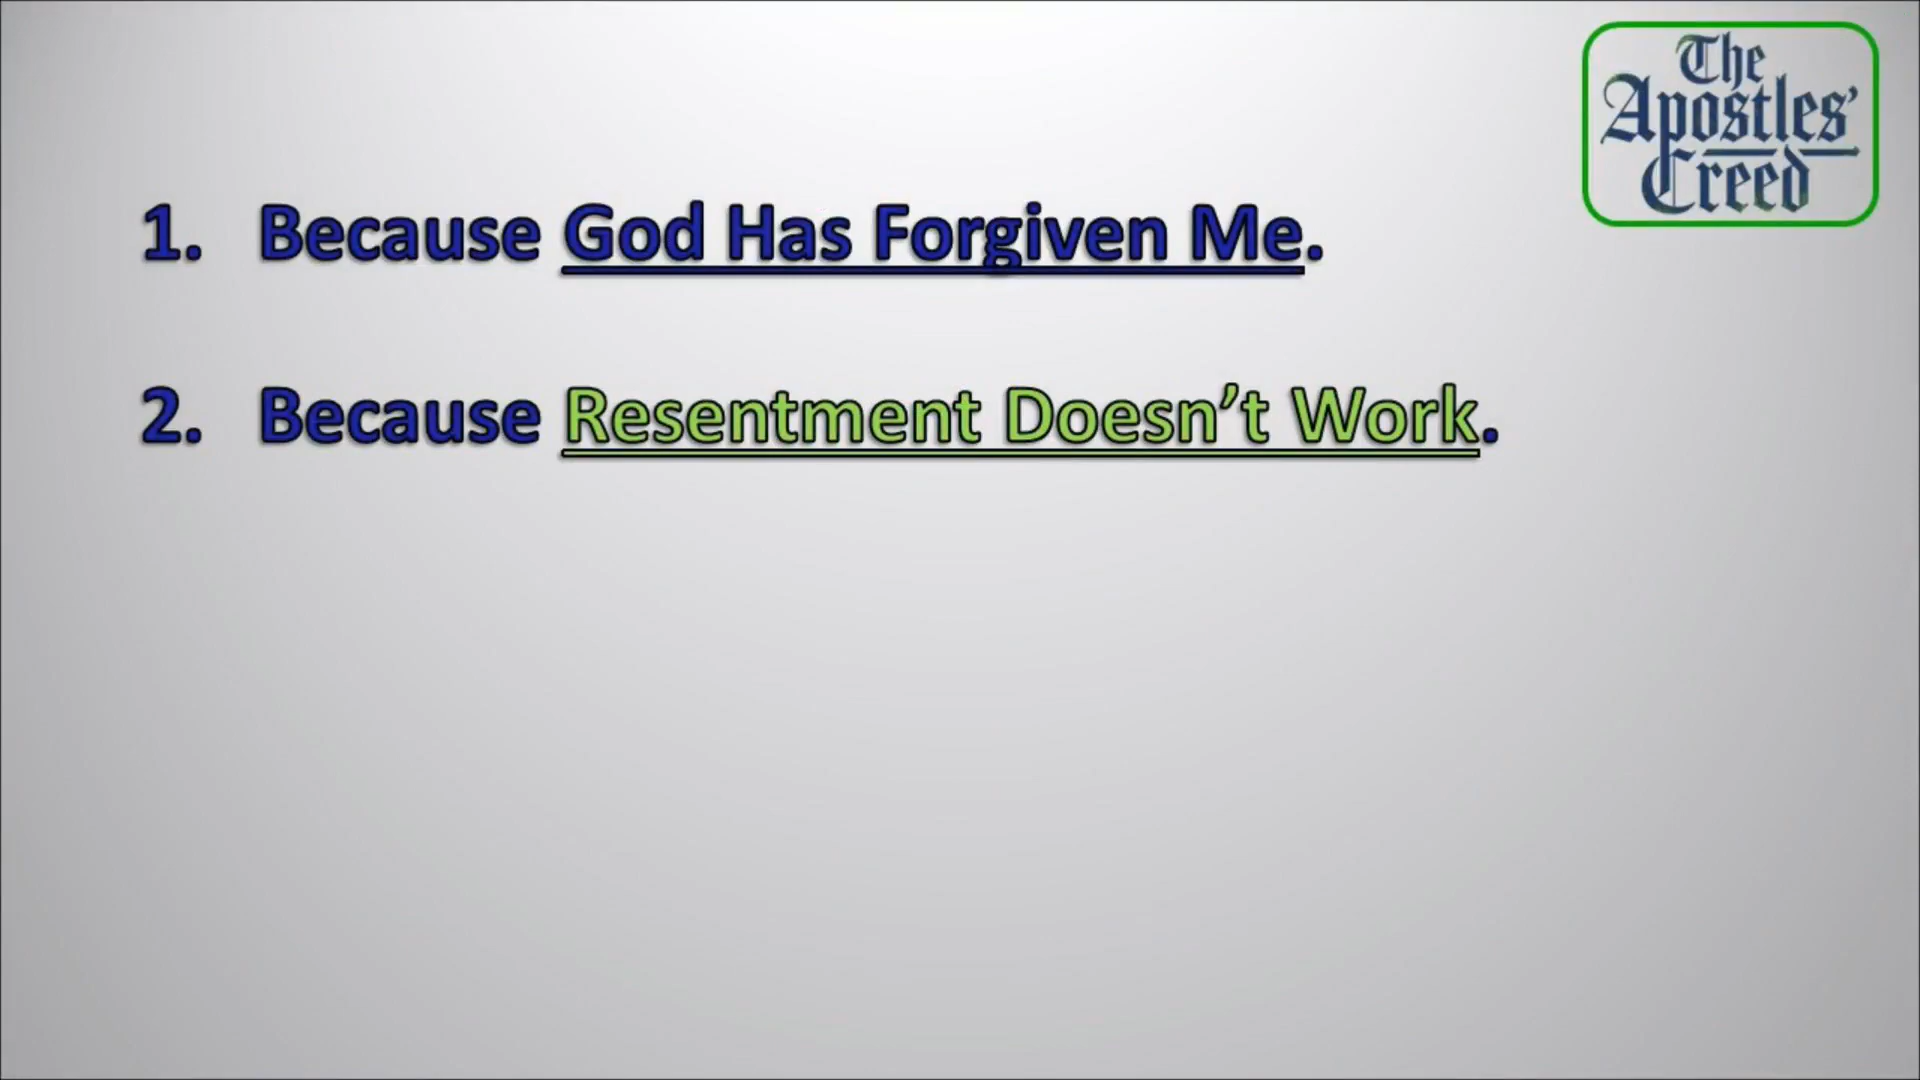 The
Apostles’
Creed
1. Because God Has Forgiven Me.
2. Because Resentment Doesn’t Work.